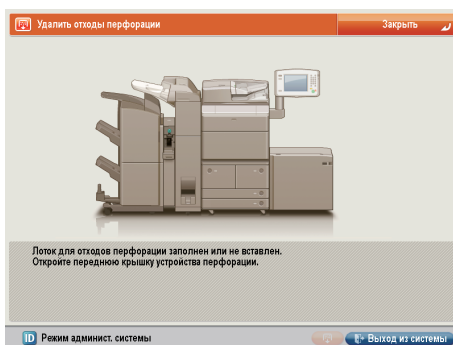 Удалить отходы перфорации
Закрыть
Лоток для отходов перфорации заполнен или не вставлен.
Откройте переднюю крышку устройства перфорации.
ID Режим админист. системы
Выход из системы